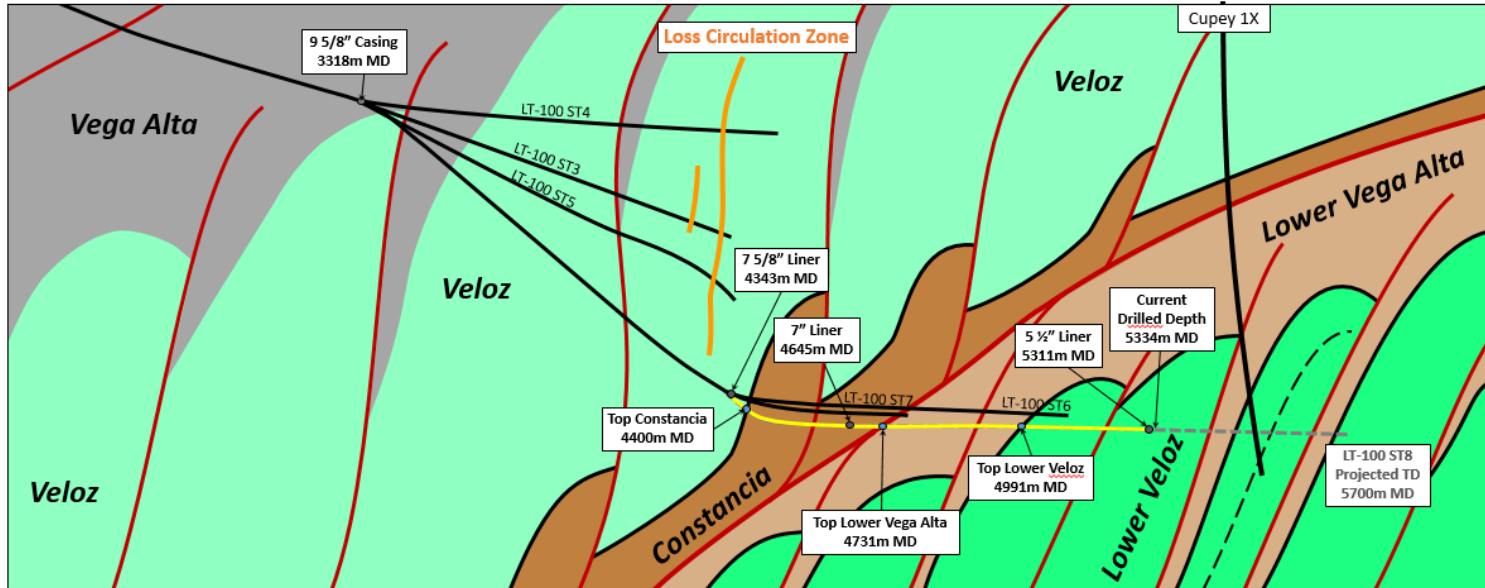 Cupey 1X
9 5/8” Casing
3318m MD
Loss Circulation Zone
Veloz
LT-100 ST4
Vega Alta
LT-100 ST3
LT-100 ST5
Lower Vega Alta
Veloz
7 5/8” Liner
4343m MD
7” Liner
4645m MD
5 ½” Liner
5311m MD
Current
Drilled Depth
5334m MD
LT-100 ST7
LT-100 ST6
Top Constancia
4400m MD
Top Lower Veloz
4991m MD
LT-100 ST8
Projected TD
5700m MD
Veloz
Constancia
Top Lower Vega Alta
4731m MD
Lower Veloz